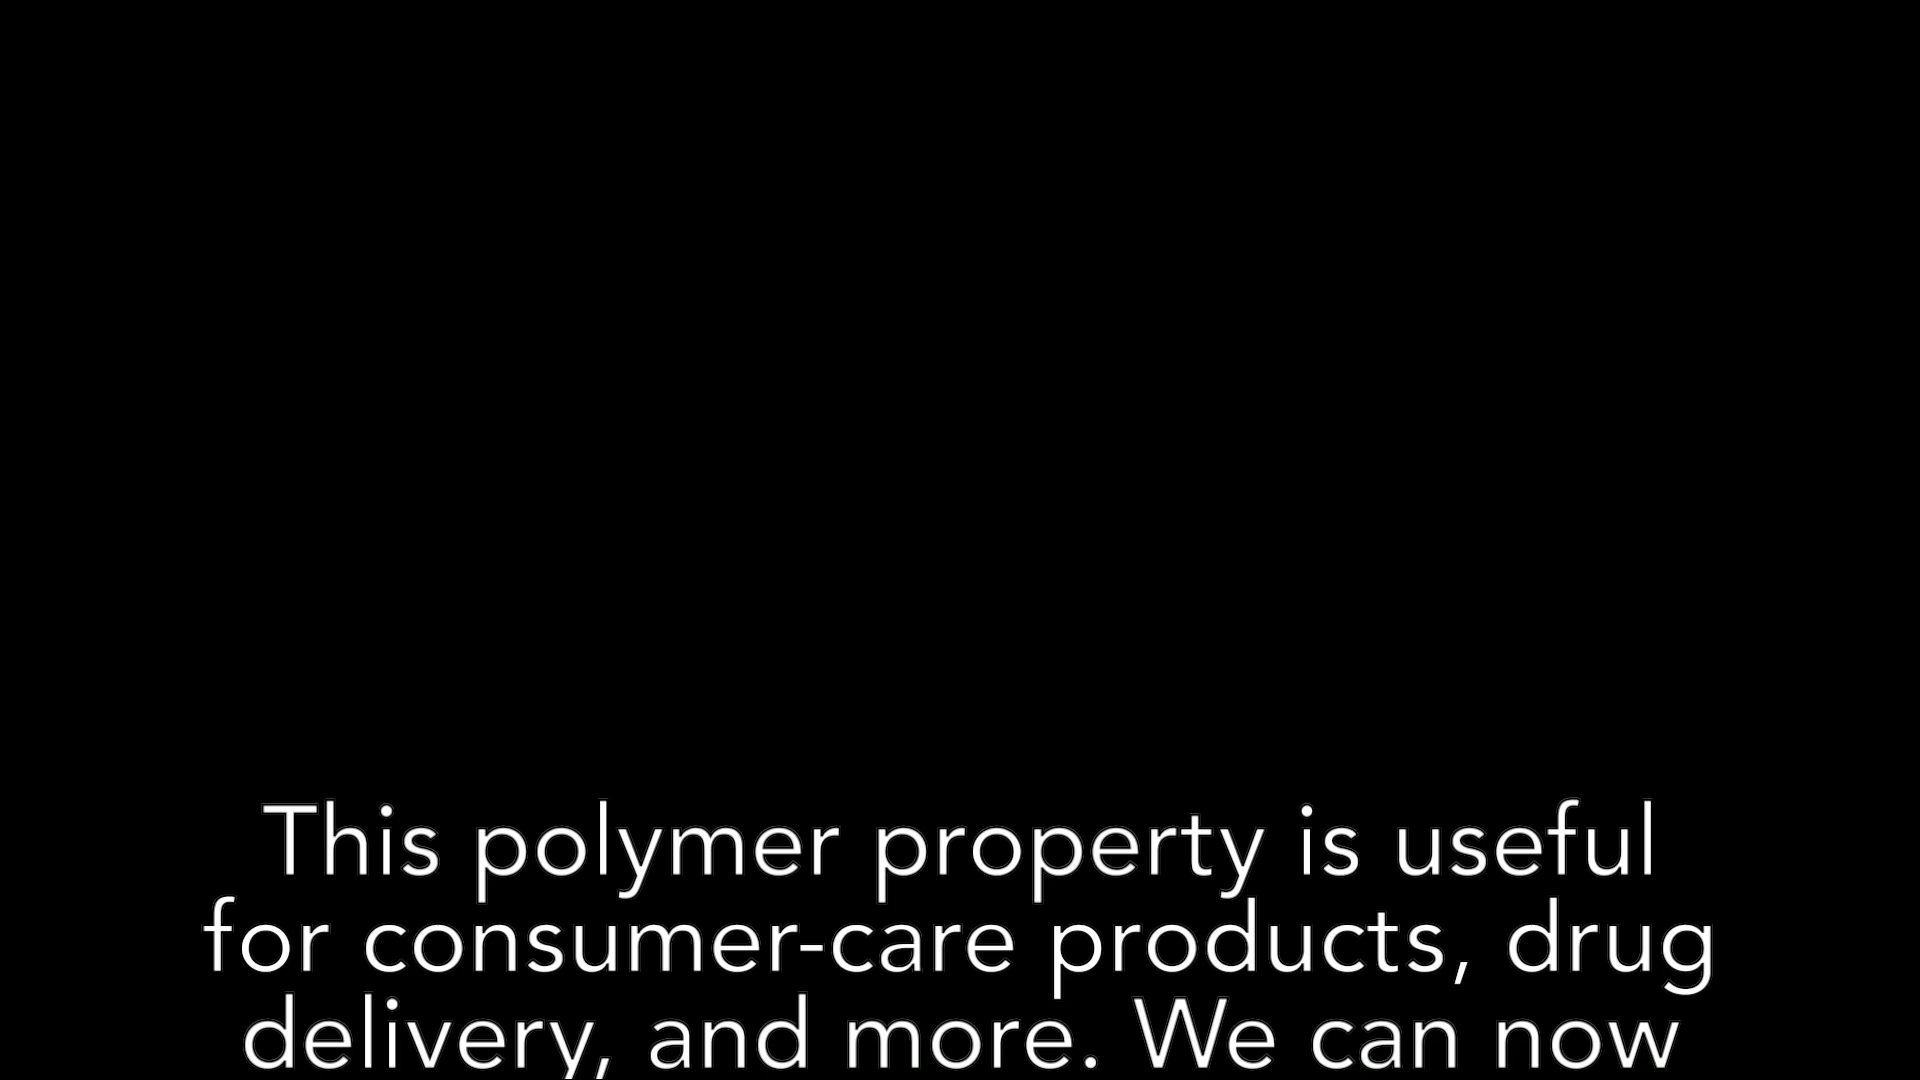 This polymer property is useful
for consumer-care products, drug
delivery, and more. We can now